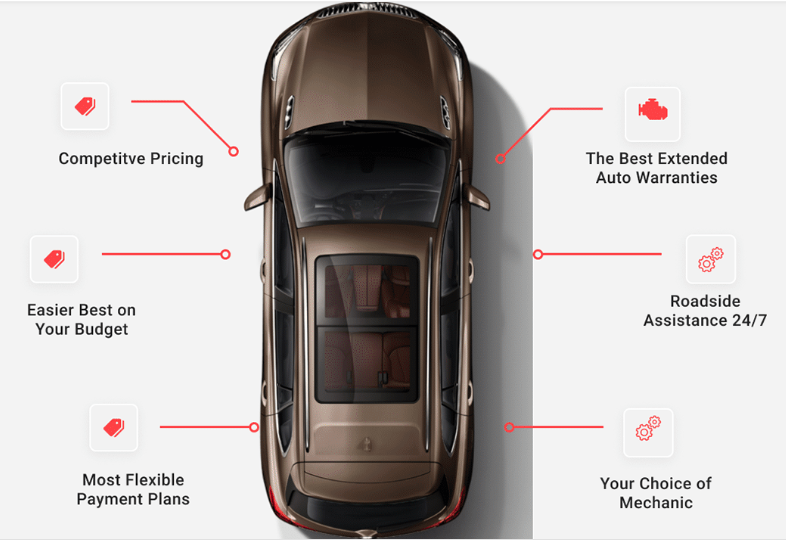 Competitve Pricing
The Best Extended
Auto Warranties
Easier Best on
Your Budget
Roadside
Assistance 24/7
Most Flexible
Payment Plans
Your Choice of
Mechanic